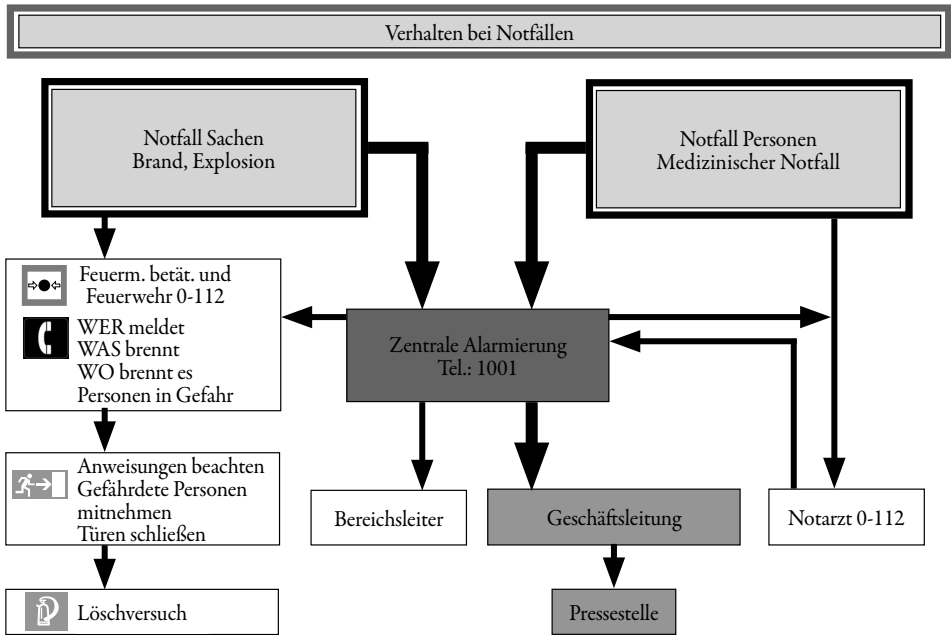 Verhalten bei Notfällen
Notfall Sachen
Brand, Explosion
Notfall Personen
Medizinischer Notfall
Feuerm. betät. und
Feuerwehr 0-112
WER meldet
WAS brennt
WO brennt es
Personen in Gefahr
Zentrale Alarmierung
Tel.: 1001
Anweisungen beachten
Gefährdete Personen
mitnehmen
Türen schließen
Bereichsleiter
Geschäftsleitung
Notarzt 0-112
Löschversuch
Pressestelle